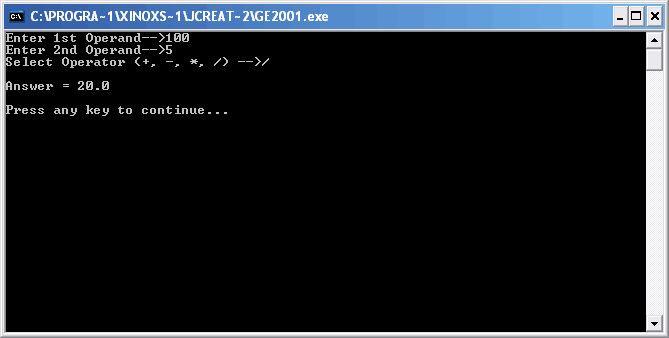 C:\PROGRA~1\XINOXS~1\JCREAT~2\GE2001.exe
Enter 1st Operand-->100
Enter 2nd Operand-->5
Select Operator (+, -, *, /) -->/
Answer = 20.0
Press any key to continue...